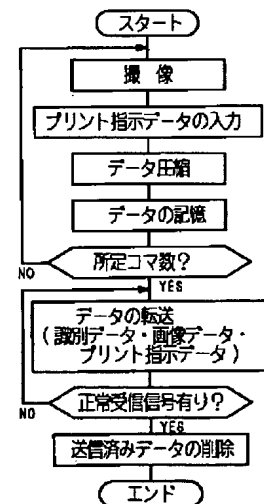 スタート
撮 像
プリント指示データの入力
データ圧縮
データの記憶
所定コマ数?
NO
YES
データの転送
(識別データ・画像データ・
プリント指示データ)
正常受信信号有り?
NO
YES
送信済みデータの削除
エンド